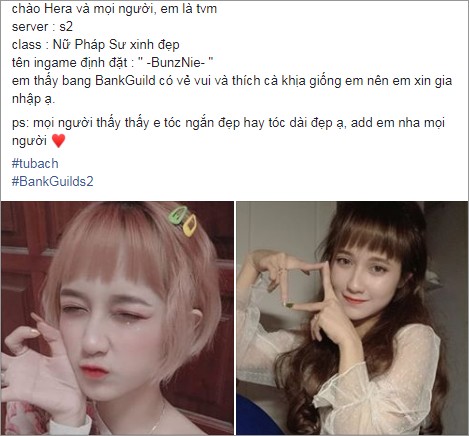 chào Hera và mọi người, em là tvm
server : s2
class : Nữ Pháp Sư xinh đẹp
tên ingame định đặt : " -BunzNie- "
em thấy bang BankGuild có vẻ vui và thích cà khịa giống em nên em xin gia
nhập ạ.
ps: mọi người thấy thấy e tóc ngắn đẹp hay tóc dài đẹp ạ, add em nha mọi
người ❤️
#tubach
#BankGuilds2